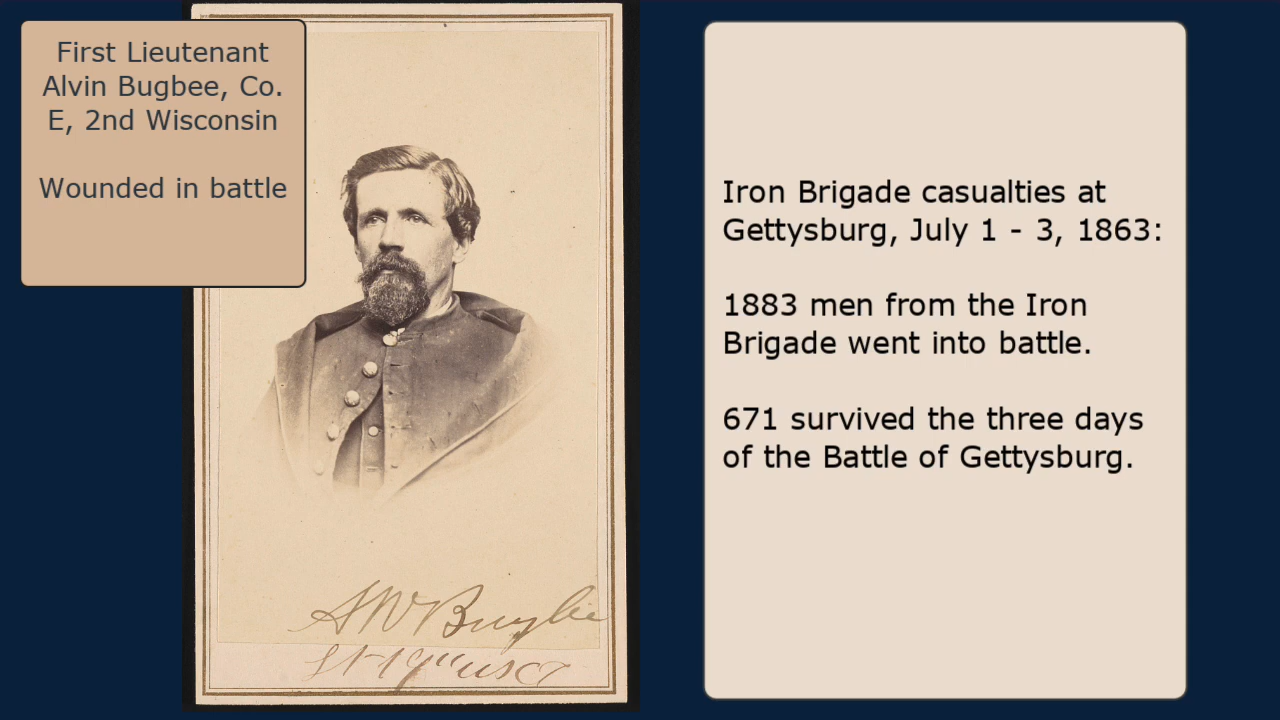 First Lieutenant
Alvin Bugbee, Co.
E, 2nd Wisconsin
Wounded in battle
Iron Brigade casualties at
Gettysburg, July 1 - 3, 1863:
1883 men from the Iron
Brigade went into battle.
671 survived the three days
of the Battle of Gettysburg.
Bugbee